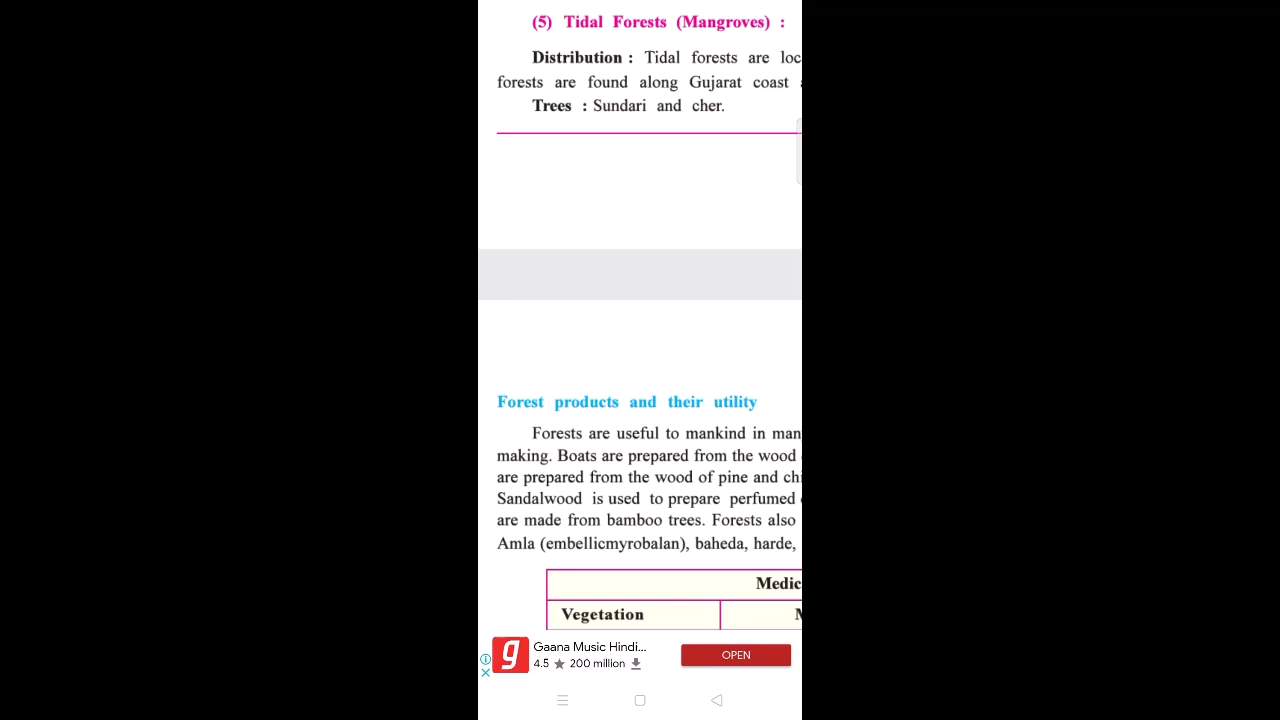 (5) Tidal Forests (Mangroves) :
Distribution : Tidal forests are loc
forests are found along Gujarat coast
Trees : Sundari and cher.
Forest products and their utility
Forests are useful to mankind in man
making. Boats are prepared from the wood
are prepared from the wood of pine and chi
Sandalwood is used to prepare perfumed
are made from bamboo trees. Forests also
Amla (embellicmyrobalan), baheda, harde,
Medic
Vegetation
Gaana Music Hindi...
4.5 ★ 200 million
OPEN